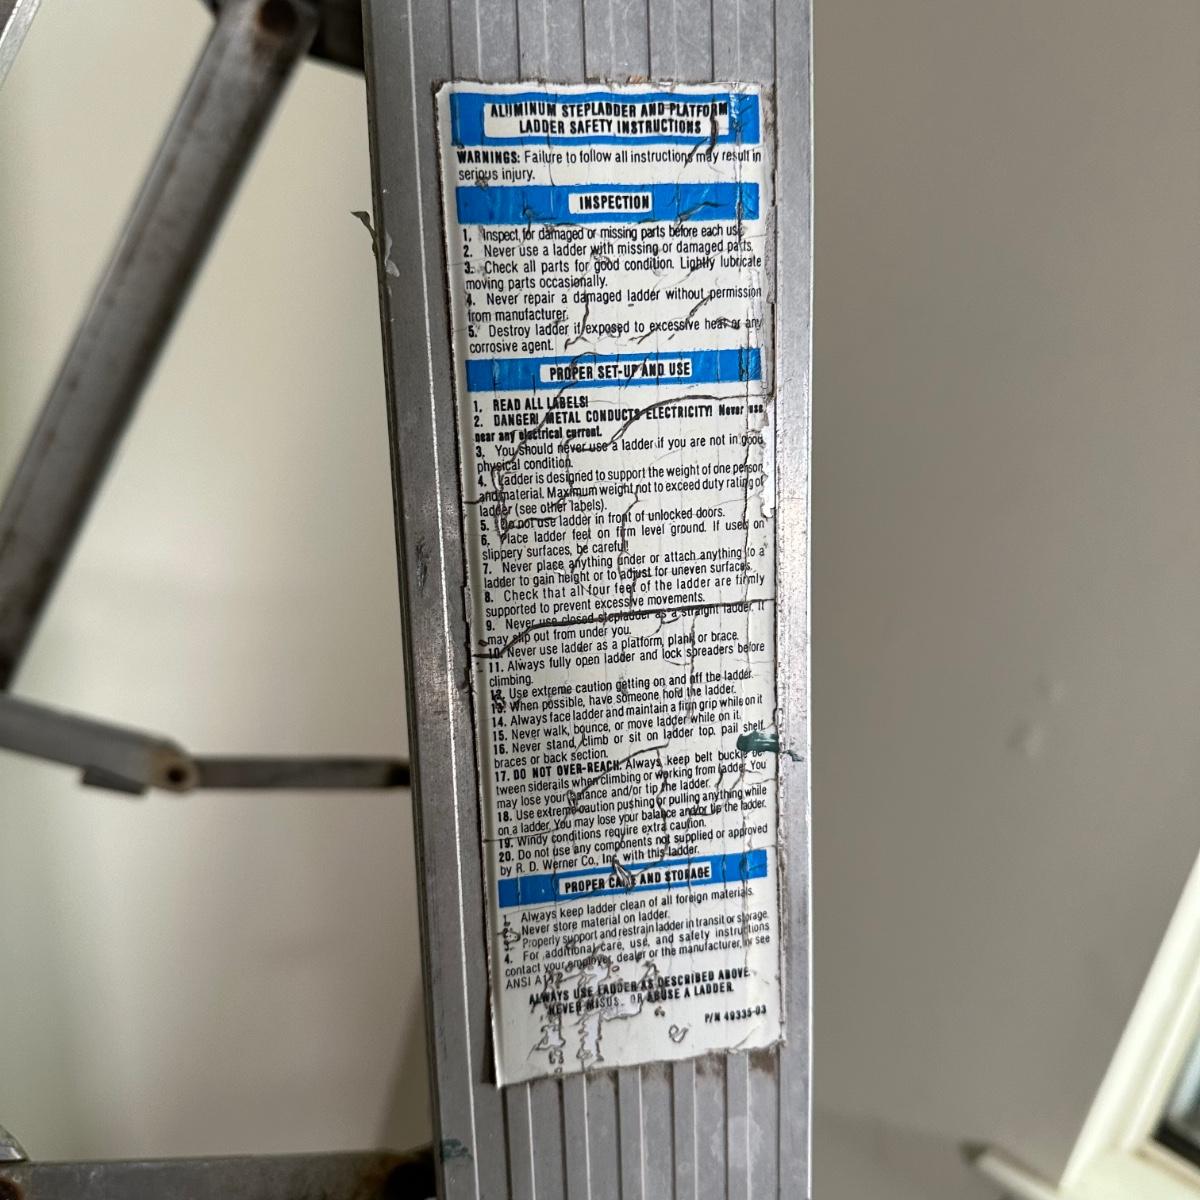 ALUMINUM STEPLADDER AND PLATFORM
LADDER SAFETY INSTRUCTIONS
WARNINGS: Failure to follow all instructions may result in
serious injury.
INSPECTION
1. Inspect for damaged or missing parts before each use.
2. Never use a ladder with missing or damaged parts.
3. Check all parts for good condition. Lightly lubricate
moving parts occasionally.
4. Never repair a damaged ladder without permission
from manufacturer.
5. Destroy ladder if exposed to excessive heat or any
corrosive agent.
PROPER SET-UP AND USE
1. READ ALL LABELS!
2. DANGER! METAL CONDUCTS ELECTRICITY! Never use
near any electrical current.
3. You should never use a ladder if you are not in good
physical condition.
4. Ladder is designed to support the weight of one person
and material. Maximum weight not to exceed duty rating of
ladder (see other labels).
5. Do not use ladder in front of unlocked doors.
6. Place ladder feet on firm level ground. If used on
slippery surfaces, be careful!
7. Never place anything under or attach anything to a
ladder to gain height or to adjust for uneven surfaces.
8. Check that all four feet of the ladder are firmly
supported to prevent excessive movements.
9. Never use closed stepladder as a straight ladder. It
may slip out from under you.
10. Never use ladder as a platform, plank or brace.
11. Always fully open ladder and lock spreaders before
climbing.
12. Use extreme caution getting on and off the ladder.
13. When possible, have someone hold the ladder.
14. Always face ladder and maintain a firm grip while on it
15. Never walk, bounce, or move ladder while on it.
16. Never stand, climb or sit on ladder top, pail shelf,
braces or back section.
17. DO NOT OVER-REACH: Always keep belt buckle be-
tween siderails when climbing or working from ladder. You
may lose your balance and/or tip the ladder.
18. Use extreme caution pushing or pulling anything while
on a ladder. You may lose your balance and/or tip the ladder.
19. Windy conditions require extra caution.
20. Do not use any components not supplied or approved
by R. D. Werner Co., Inc. with this ladder.
PROPER CARE AND STORAGE
1. Always keep ladder clean of all foreign materials.
Never store material on ladder.
Properly support and restrain ladder in transit or storage.
4. For additional care, use, and safety instructions
contact your employer, dealer or the manufacturer, or see
ANSI
ALWAYS USE LADDER AS DESCRIBED ABOVE.
NEVER MISUSE OR ABUSE A LADDER.
P/N 49335-03